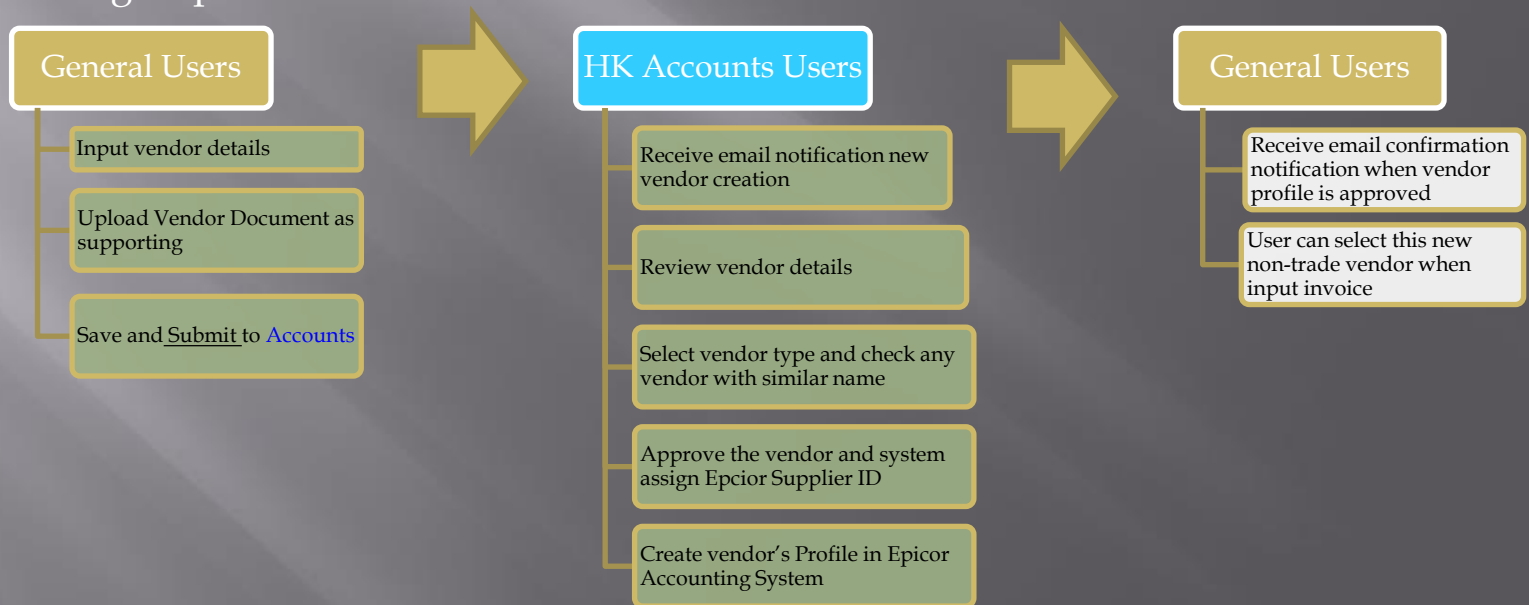 General Users
Input vendor details
Upload Vendor Document as
supporting
Save and Submit to Accounts
HK Accounts Users
Receive email notification new
vendor creation
Review vendor details
Select vendor type and check any
vendor with similar name
Approve the vendor and system
assign Epcior Supplier ID
Create vendor’s Profile in Epicor
Accounting System
General Users
Receive email confirmation
notification when vendor
profile is approved
User can select this new
non-trade vendor when
input invoice